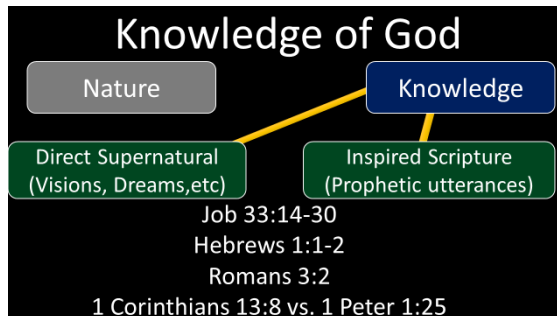 Knowledge of God
Nature
Knowledge
Direct Supernatural
(Visions, Dreams,etc)
Inspired Scripture
(Prophetic utterances)
Job 33:14-30
Hebrews 1:1-2
Romans 3:2
1 Corinthians 13:8 vs. 1 Peter 1:25